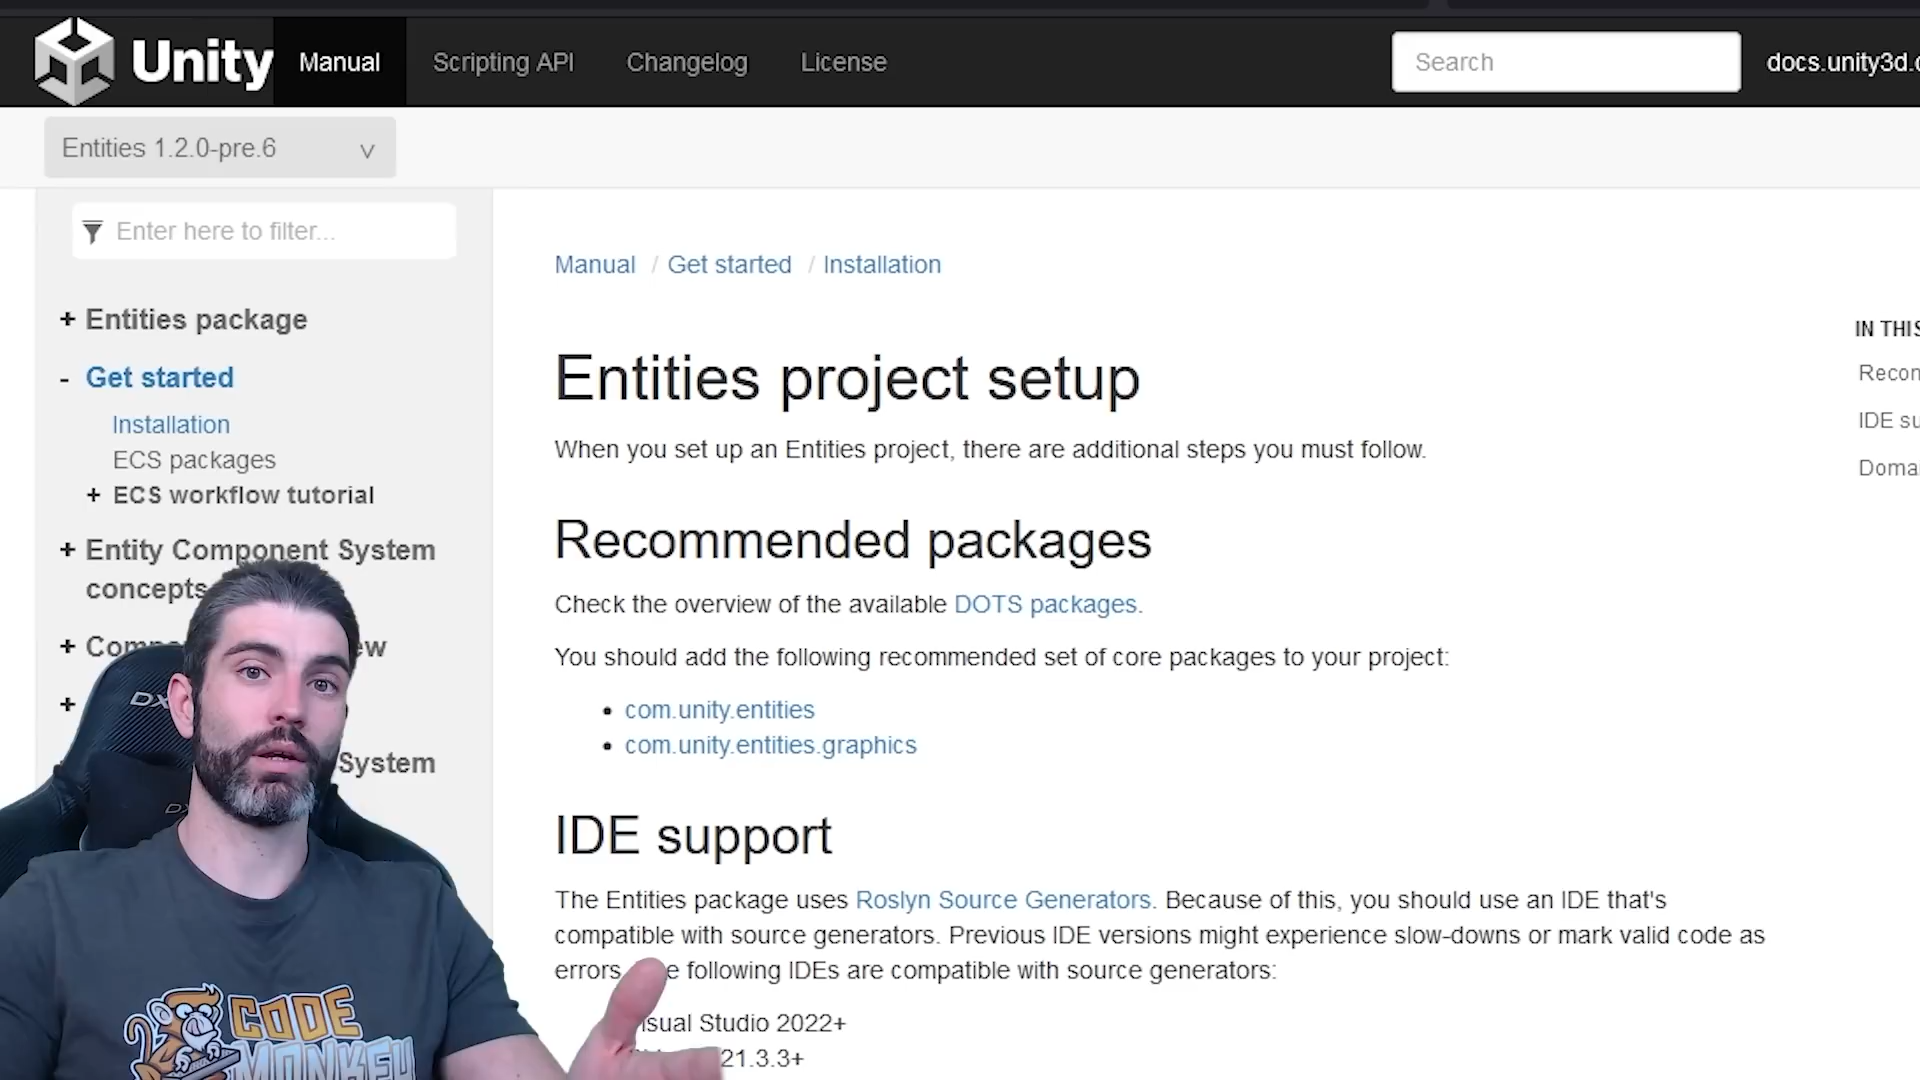 Unity
Manual
Scripting API
Changelog
License
Search
docs.unity3d.
Entities 1.2.0-pre.6
Enter here to filter...
+ Entities package
- Get started
Installation
ECS packages
+ ECS workflow tutorial
+ Entity Component System
concepts
+
+
System
Manual / Get started / Installation
Entities project setup
When you set up an Entities project, there are additional steps you must follow.
Recommended packages
Check the overview of the available DOTS packages.
You should add the following recommended set of core packages to your project:
• com.unity.entities
• com.unity.entities.graphics
IDE support
The Entities package uses Roslyn Source Generators. Because of this, you should use an IDE that's
compatible with source generators. Previous IDE versions might experience slow-downs or mark valid code as
errors. following IDEs are compatible with source generators:
Studio 2022+
21.3.3+
IN THIS
IDE
DX
CODE
MONKEY